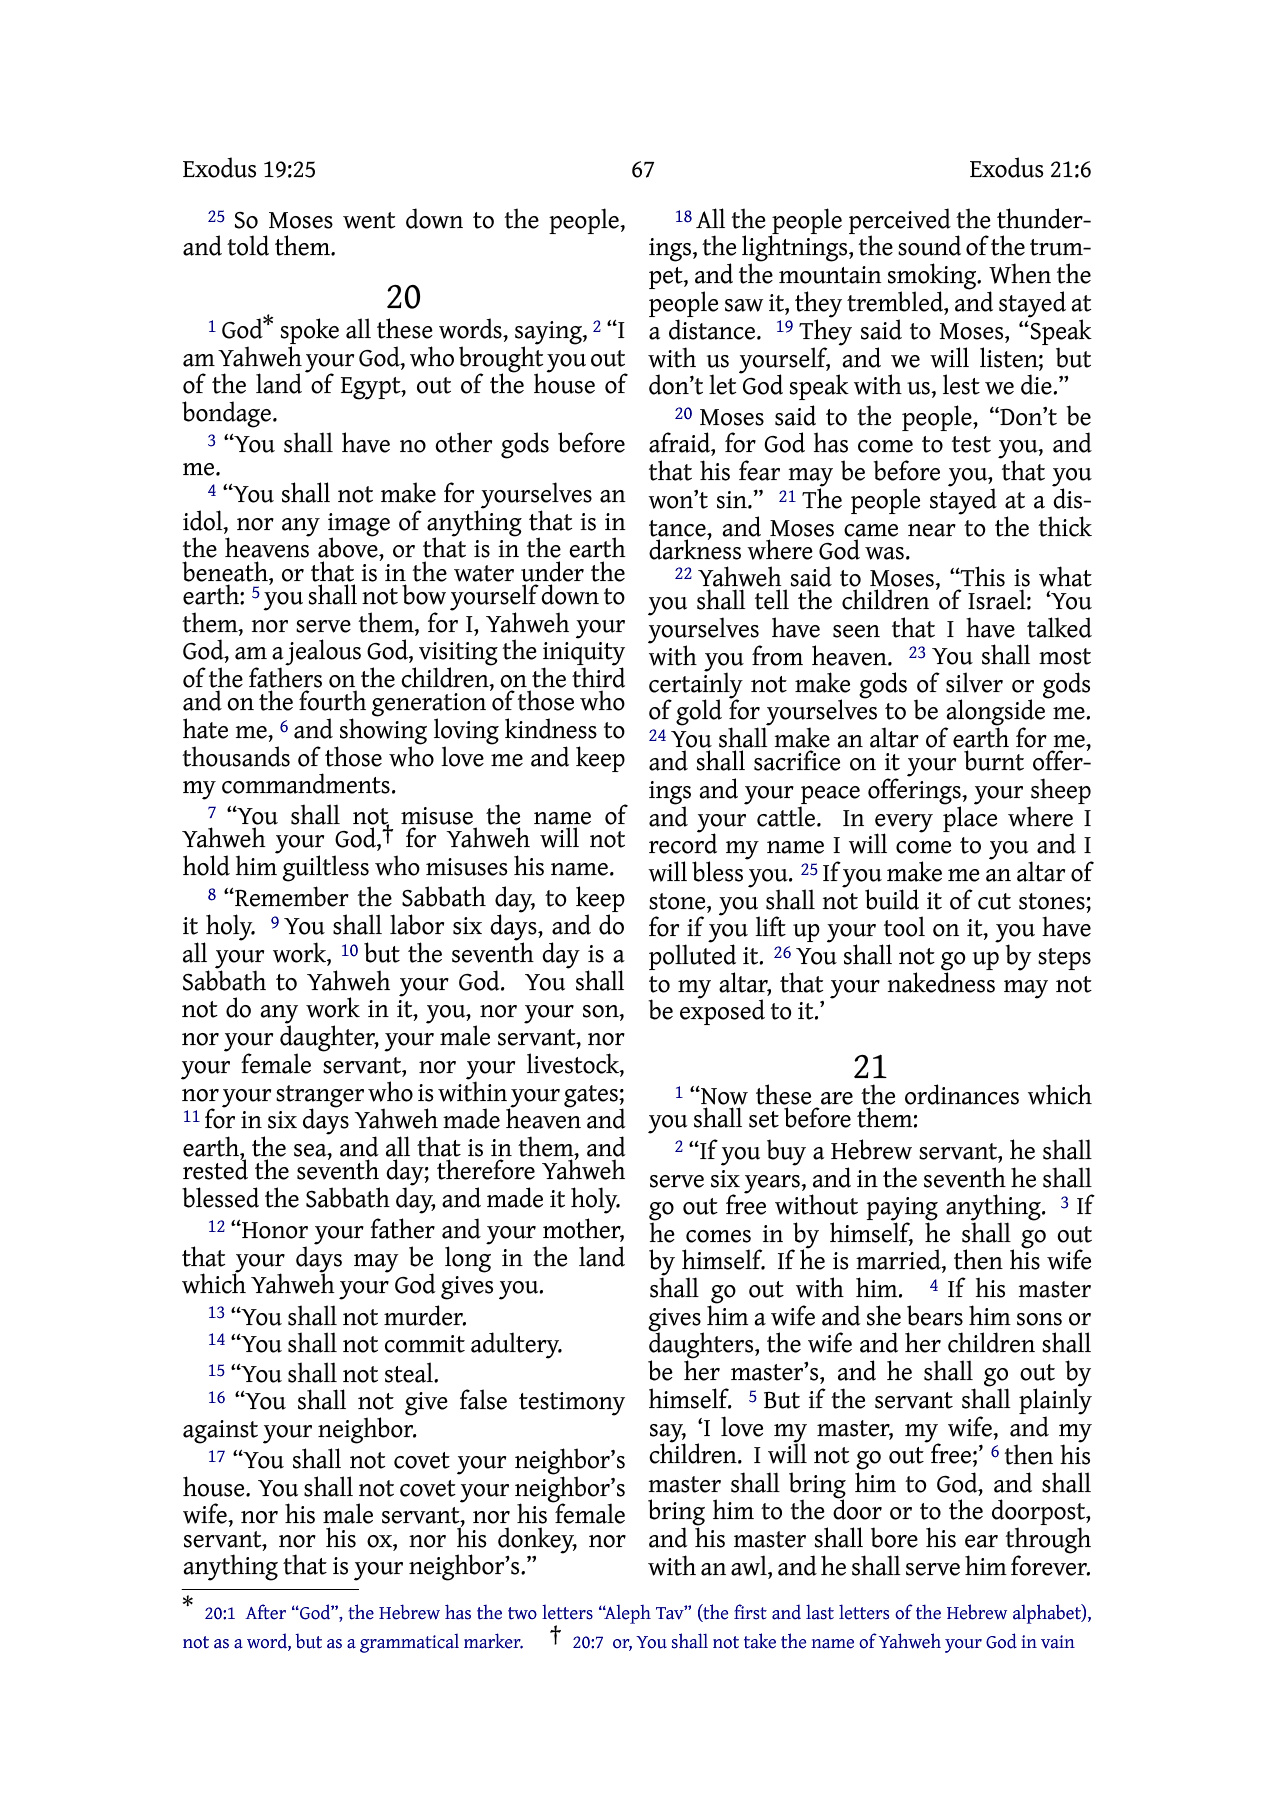 Exodus 19:25 67 Exodus 21:6
25 So Moses went down to the people,
and told them.
20
1 God* spoke all these words, saying, 2 “I
am Yahweh your God, who brought you out
of the land of Egypt, out of the house of
bondage.
3 “You shall have no other gods before
me.
4 “You shall not make for yourselves an
idol, nor any image of anything that is in
the heavens above, or that is in the earth
beneath, or that is in the water under the
earth: 5 you shall not bow yourself down to
them, nor serve them, for I, Yahweh your
God, am a jealous God, visiting the iniquity
of the fathers on the children, on the third
and on the fourth generation of those who
hate me, 6 and showing loving kindness to
thousands of those who love me and keep
my commandments.
7 “You shall not misuse the name of
Yahweh your God,† for Yahweh will not
hold him guiltless who misuses his name.
8 “Remember the Sabbath day, to keep
it holy. 9 You shall labor six days, and do
all your work, 10 but the seventh day is a
Sabbath to Yahweh your God. You shall
not do any work in it, you, nor your son,
nor your daughter, your male servant, nor
your female servant, nor your livestock,
nor your stranger who is within your gates;
11 for in six days Yahweh made heaven and
earth, the sea, and all that is in them, and
rested the seventh day; therefore Yahweh
blessed the Sabbath day, and made it holy.
12 “Honor your father and your mother,
that your days may be long in the land
which Yahweh your God gives you.
13 “You shall not murder.
14 “You shall not commit adultery.
15 “You shall not steal.
16 “You shall not give false testimony
against your neighbor.
17 “You shall not covet your neighbor’s
house. You shall not covet your neighbor’s
wife, nor his male servant, nor his female
servant, nor his ox, nor his donkey, nor
anything that is your neighbor’s.”
18 All the people perceived the thunder-
ings, the lightnings, the sound of the trum-
pet, and the mountain smoking. When the
people saw it, they trembled, and stayed at
a distance. 19 They said to Moses, “Speak
with us yourself, and we will listen; but
don’t let God speak with us, lest we die.”
20 Moses said to the people, “Don’t be
afraid, for God has come to test you, and
that his fear may be before you, that you
won’t sin.” 21 The people stayed at a dis-
tance, and Moses came near to the thick
darkness where God was.
22 Yahweh said to Moses, “This is what
you shall tell the children of Israel: ‘You
yourselves have seen that I have talked
with you from heaven. 23 You shall most
certainly not make gods of silver or gods
of gold for yourselves to be alongside me.
24 You shall make an altar of earth for me,
and shall sacrifice on it your burnt offer-
ings and your peace offerings, your sheep
and your cattle. In every place where I
record my name I will come to you and I
will bless you. 25 If you make me an altar of
stone, you shall not build it of cut stones;
for if you lift up your tool on it, you have
polluted it. 26 You shall not go up by steps
to my altar, that your nakedness may not
be exposed to it.’
21
1 “Now these are the ordinances which
you shall set before them:
2 “If you buy a Hebrew servant, he shall
serve six years, and in the seventh he shall
go out free without paying anything. 3 If
he comes in by himself, he shall go out
by himself. If he is married, then his wife
shall go out with him. 4 If his master
gives him a wife and she bears him sons or
daughters, the wife and her children shall
be her master’s, and he shall go out by
himself. 5 But if the servant shall plainly
say, ‘I love my master, my wife, and my
children. I will not go out free;’ 6 then his
master shall bring him to God, and shall
bring him to the door or to the doorpost,
and his master shall bore his ear through
with an awl, and he shall serve him forever.
* 20:1 After “God”, the Hebrew has the two letters “Aleph Tav” (the first and last letters of the Hebrew alphabet),
not as a word, but as a grammatical marker. † 20:7 or, You shall not take the name of Yahweh your God in vain